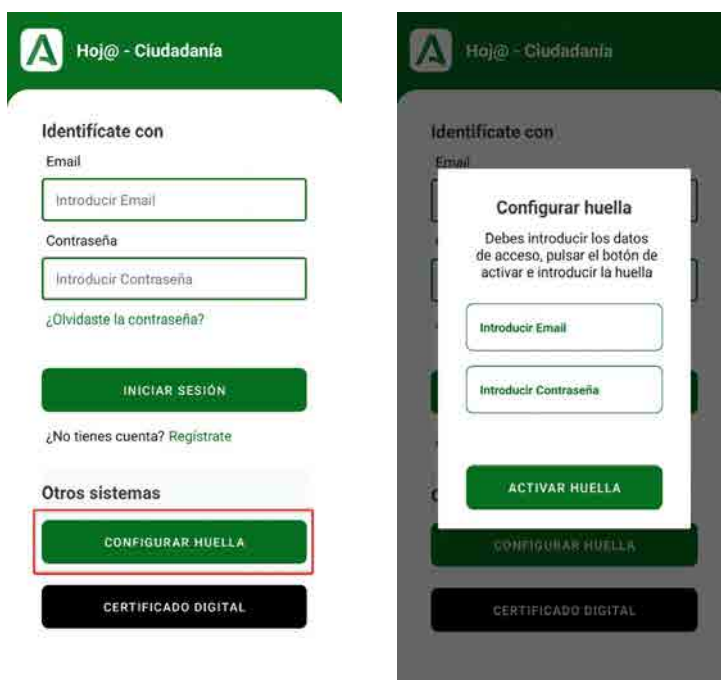 Hoj@ - Ciudadanía
Identifícate con
Email
Introducir Email
Contraseña
Introducir Contraseña
¿Olvidaste la contraseña?
INICIAR SESIÓN
¿No tienes cuenta? Regístrate
Otros sistemas
CONFIGURAR HUELLA
CERTIFICADO DIGITAL
Hoj@ - Ciudadanía
Identifícate con
Email
Configurar huella
Debes introducir los datos
de acceso, pulsar el botón de
activar e introducir la huella
Introducir Email
Introducir Contraseña
ACTIVAR HUELLA
CONFIGURAR HUELLA
CERTIFICADO DIGITAL